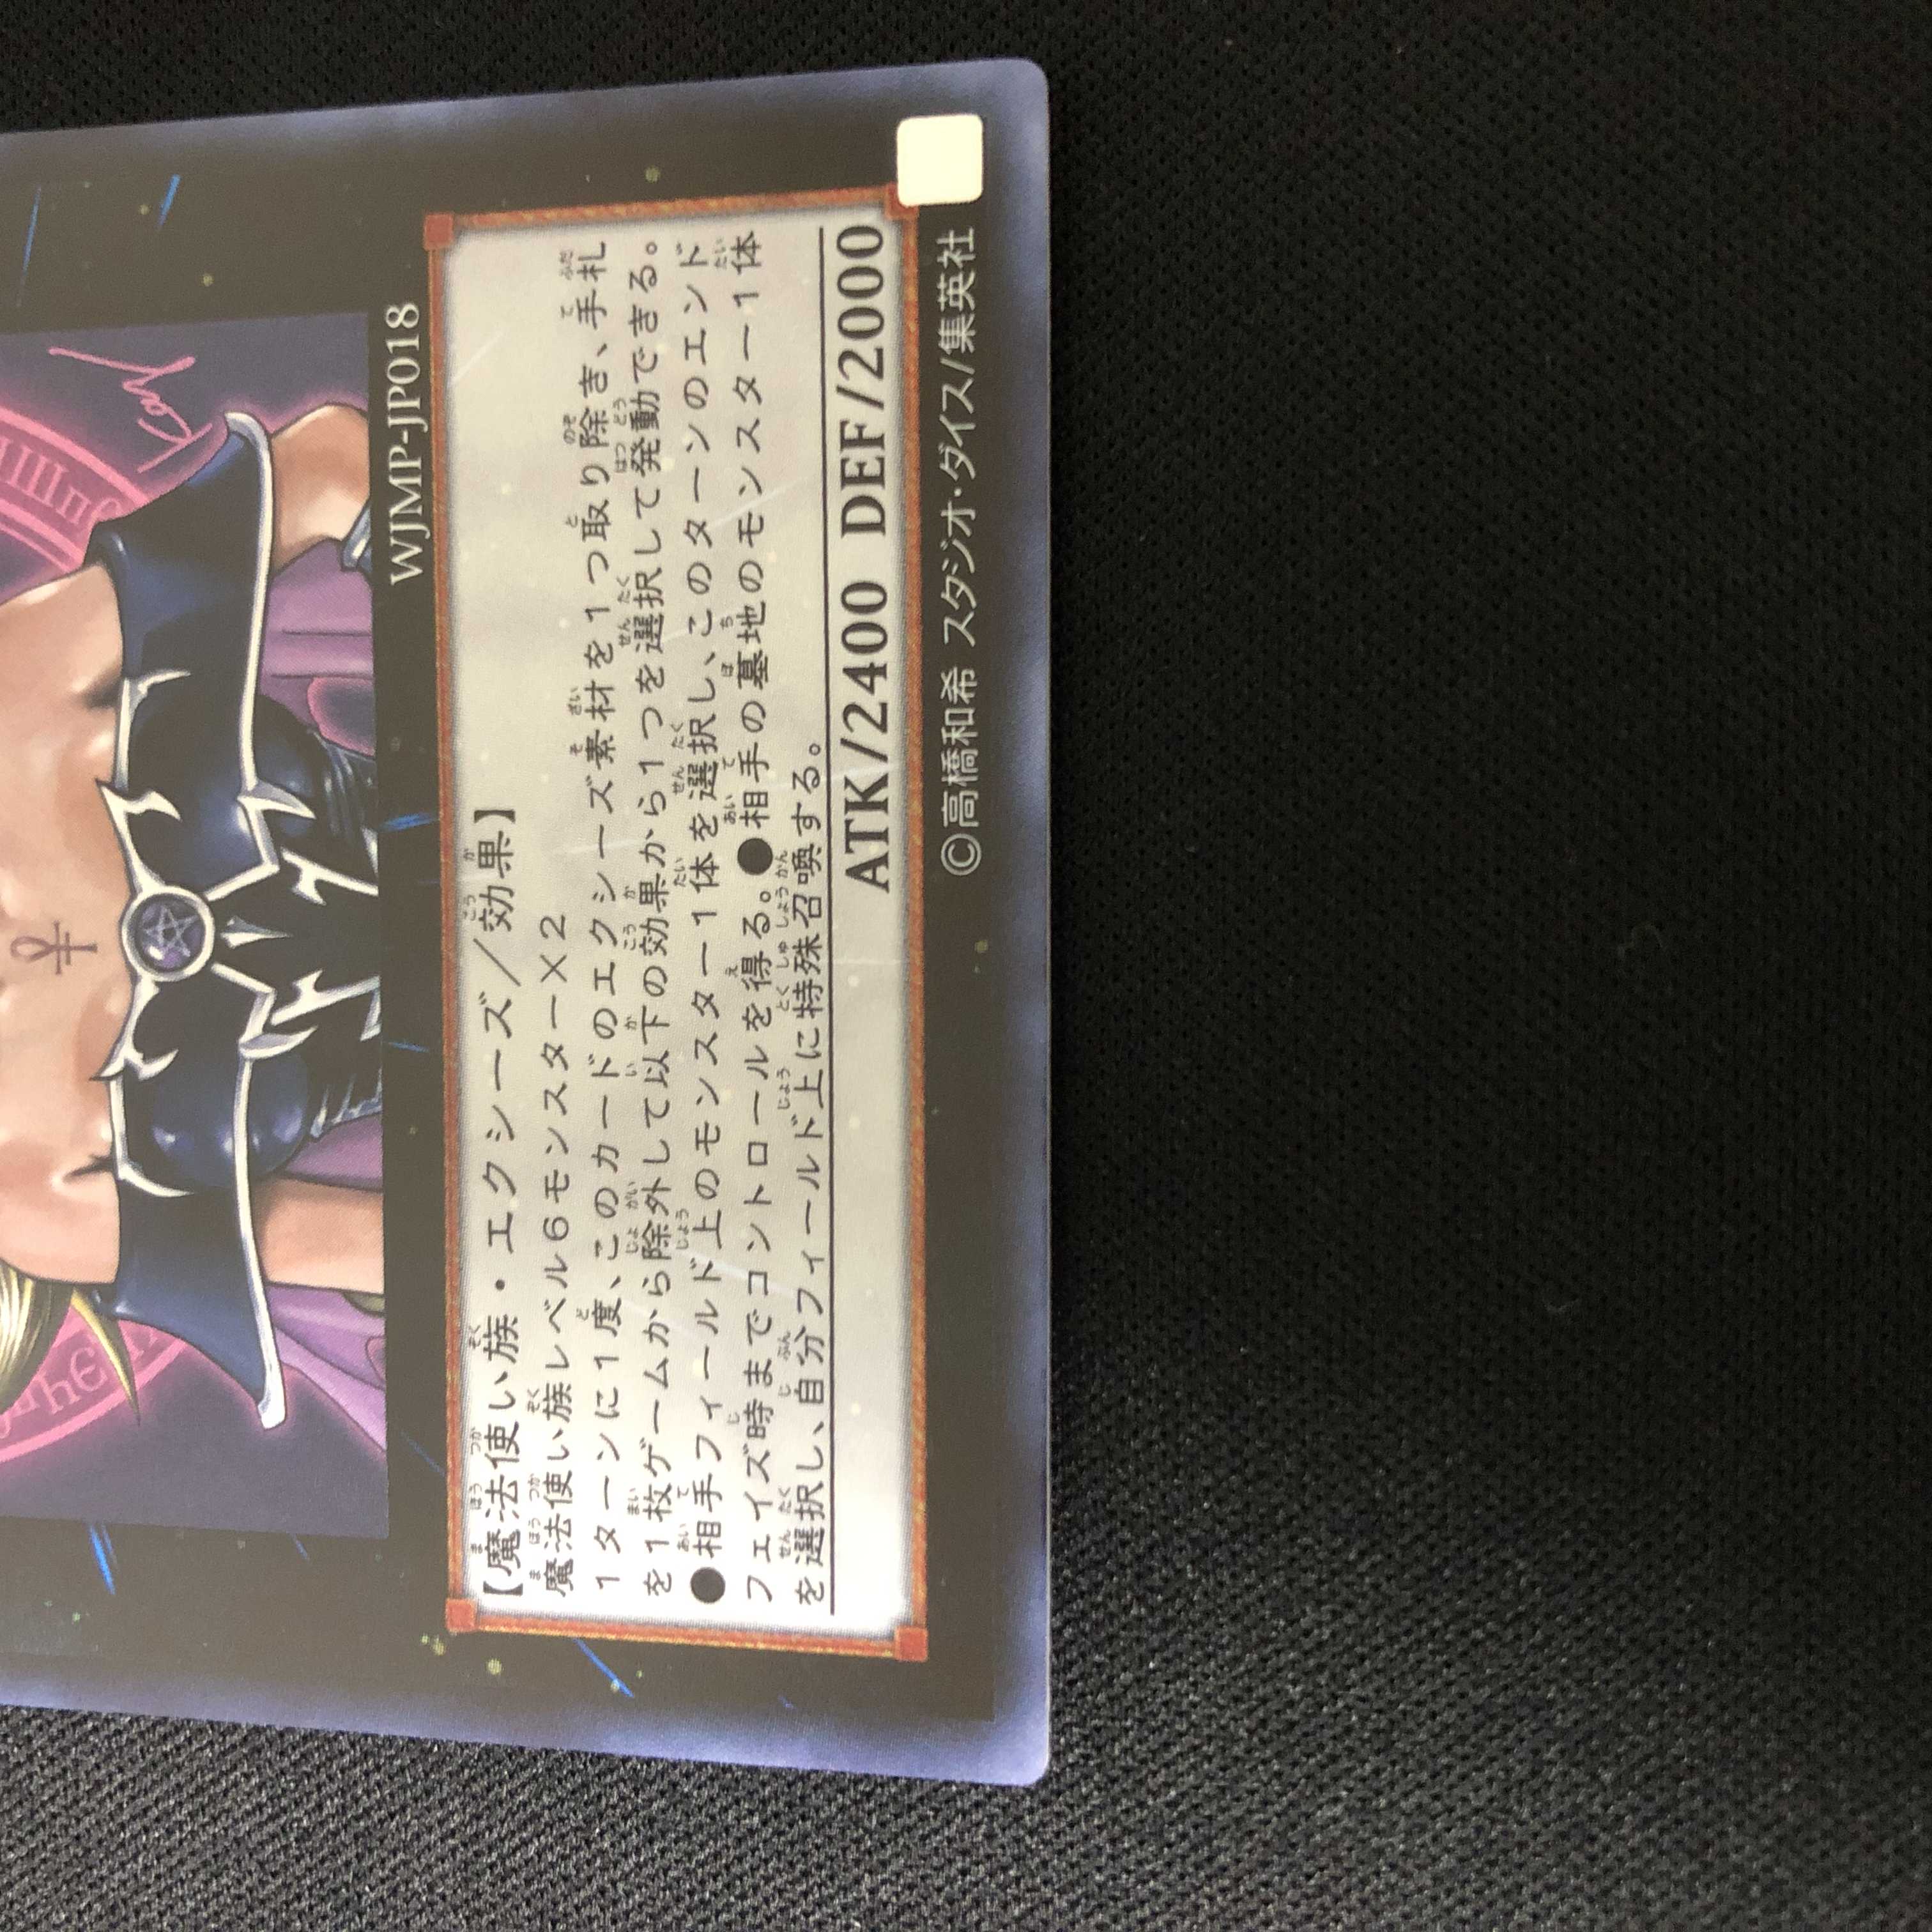 WJMP-JP018
【魔法使い族・エクシーズ／効果】
魔法使い族レベル6モンスター×2
1ターンに1度、このカードのエクシーズ素材を1つ取り除き、手札
を1枚ゲームから除外して以下の効果から1つを選択して発動できる。
●相手フィールド上のモンスター1体を選択し、このターンのエンド
フェイズ時までコントロールを得る。●相手の墓地のモンスター1体
を選択し、自分フィールド上に特殊召喚する。
ATK/2400 DEF/2000
©高橋和希 スタジオ・ダイス/集英社